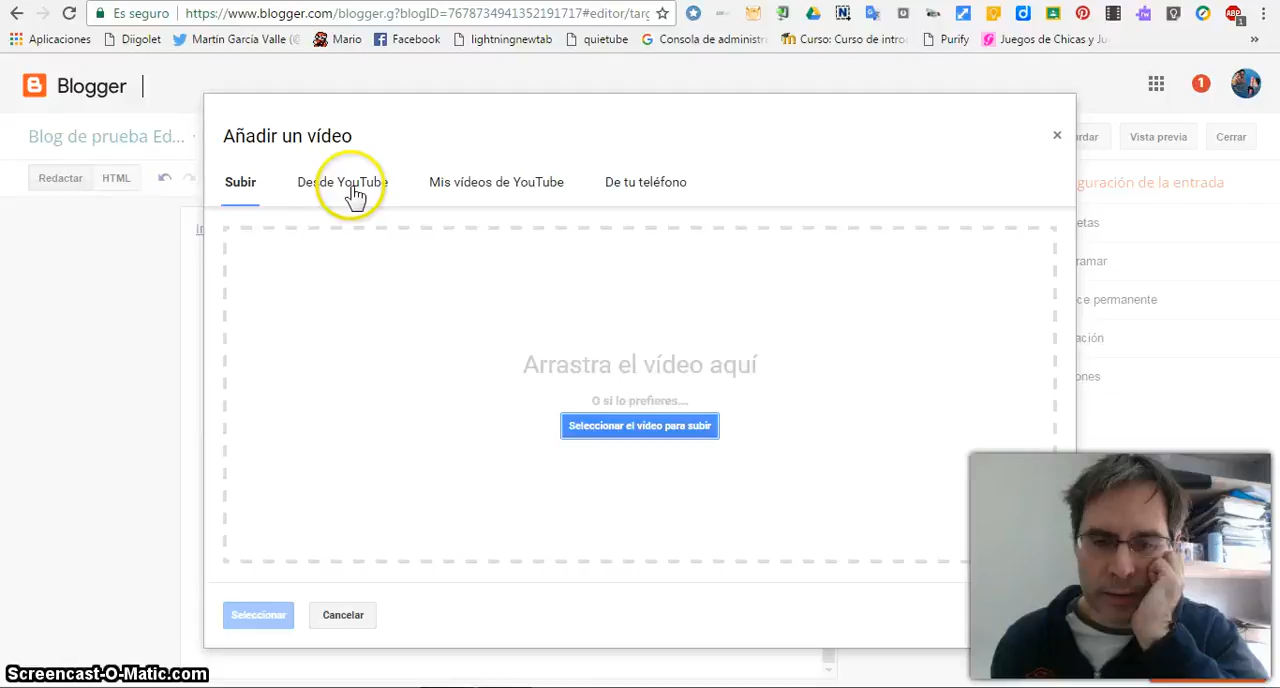 Es seguro https://www.blogger.com/blogger.g?blogID=7678734941352191717#editor/targ
Aplicaciones Diigolet Martín García Valle (@ Mario Facebook lightningnewtab quietube Consola de administr Curso: Curso de intro Purify Juegos de Chicas y Ju »
Blogger 1
Blog de prueba Ed... dar Vista previa Cerrar
Redactar HTML
Añadir un vídeo ×
Subir Desde YouTube Mis vídeos de YouTube De tu teléfono
guración de la entrada
etas
ramar
ce permanente
ación
ones
Arrastra el vídeo aquí
O si lo prefieres...
Seleccionar el vídeo para subir
Seleccionar Cancelar
Screencast-O-Matic.com